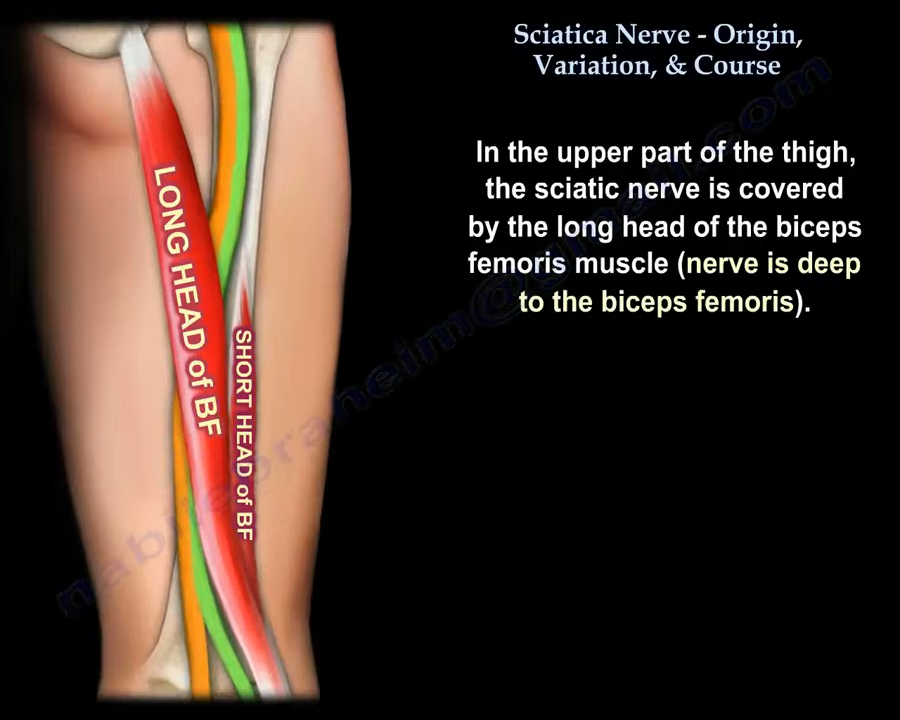 Sciatica Nerve - Origin,
Variation, & Course
In the upper part of the thigh,
the sciatic nerve is covered
by the long head of the biceps
femoris muscle (nerve is deep
to the biceps femoris).
LONG HEAD of BF
SHORT HEAD of BF